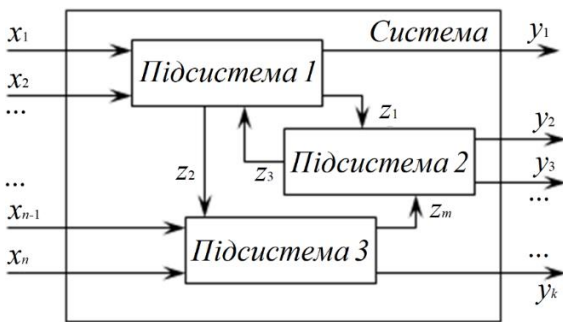 x1
Система
y1
Підсистема 1
x2
...
z1
y2
z2
z3
Підсистема 2
y3
...
...
xn-1
zm
Підсистема 3
...
xn
yk